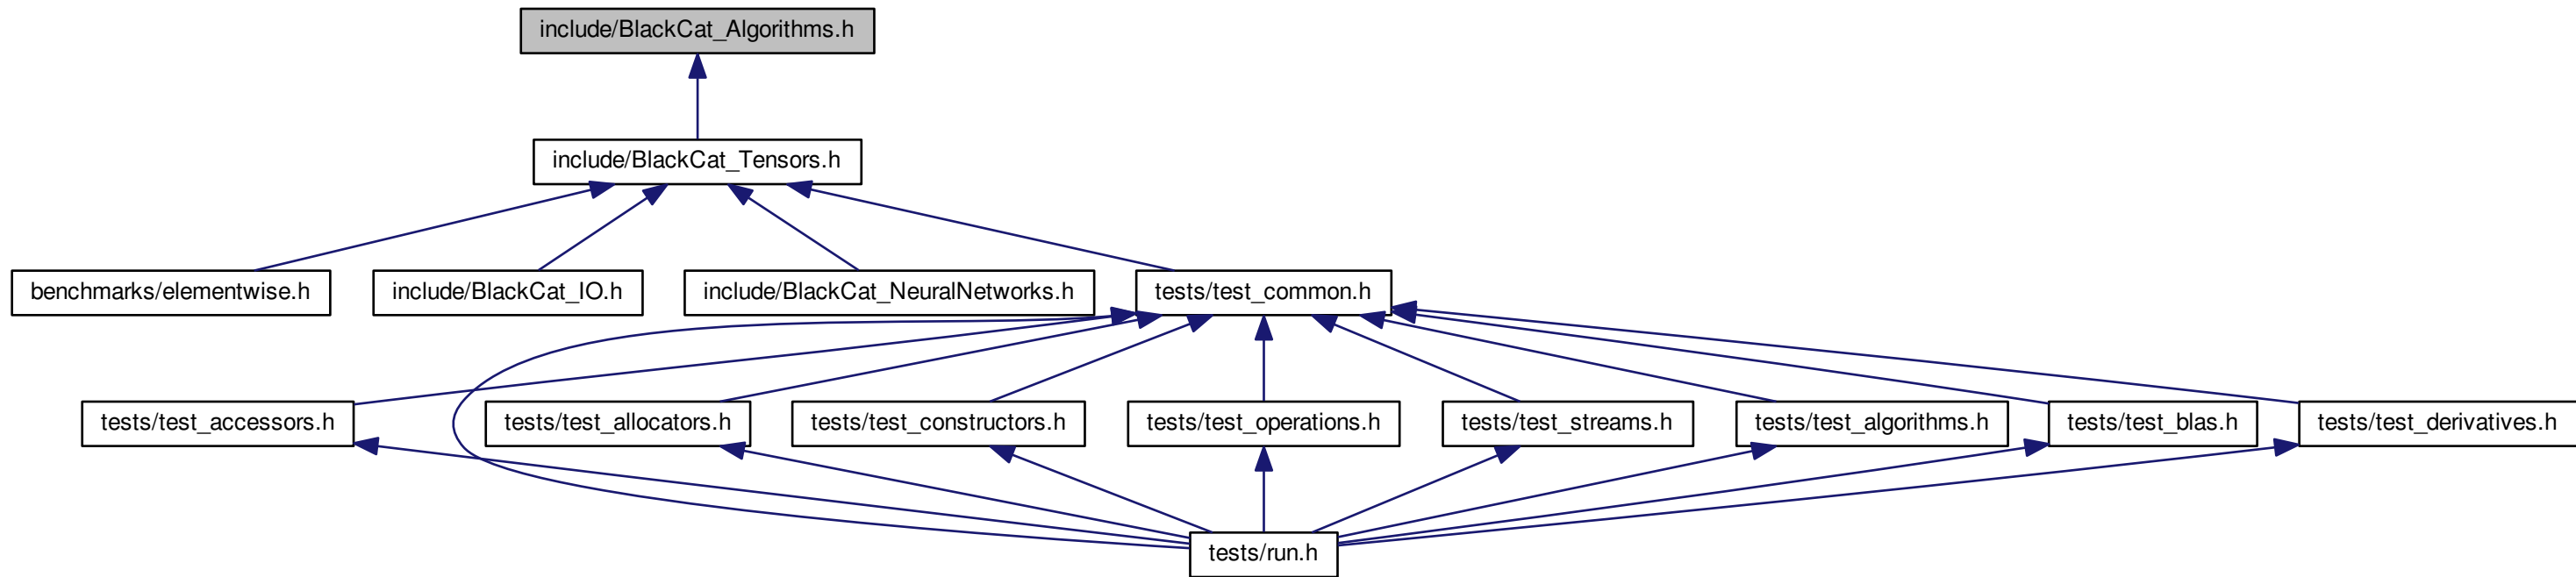 include/BlackCat_Algorithms.h
include/BlackCat_Tensors.h
benchmarks/elementwise.h
include/BlackCat_IO.h
include/BlackCat_NeuralNetworks.h
tests/test_common.h
tests/test_accessors.h
tests/test_allocators.h
tests/test_constructors.h
tests/test_operations.h
tests/test_streams.h
tests/test_algorithms.h
tests/test_blas.h
tests/test_derivatives.h
tests/run.h